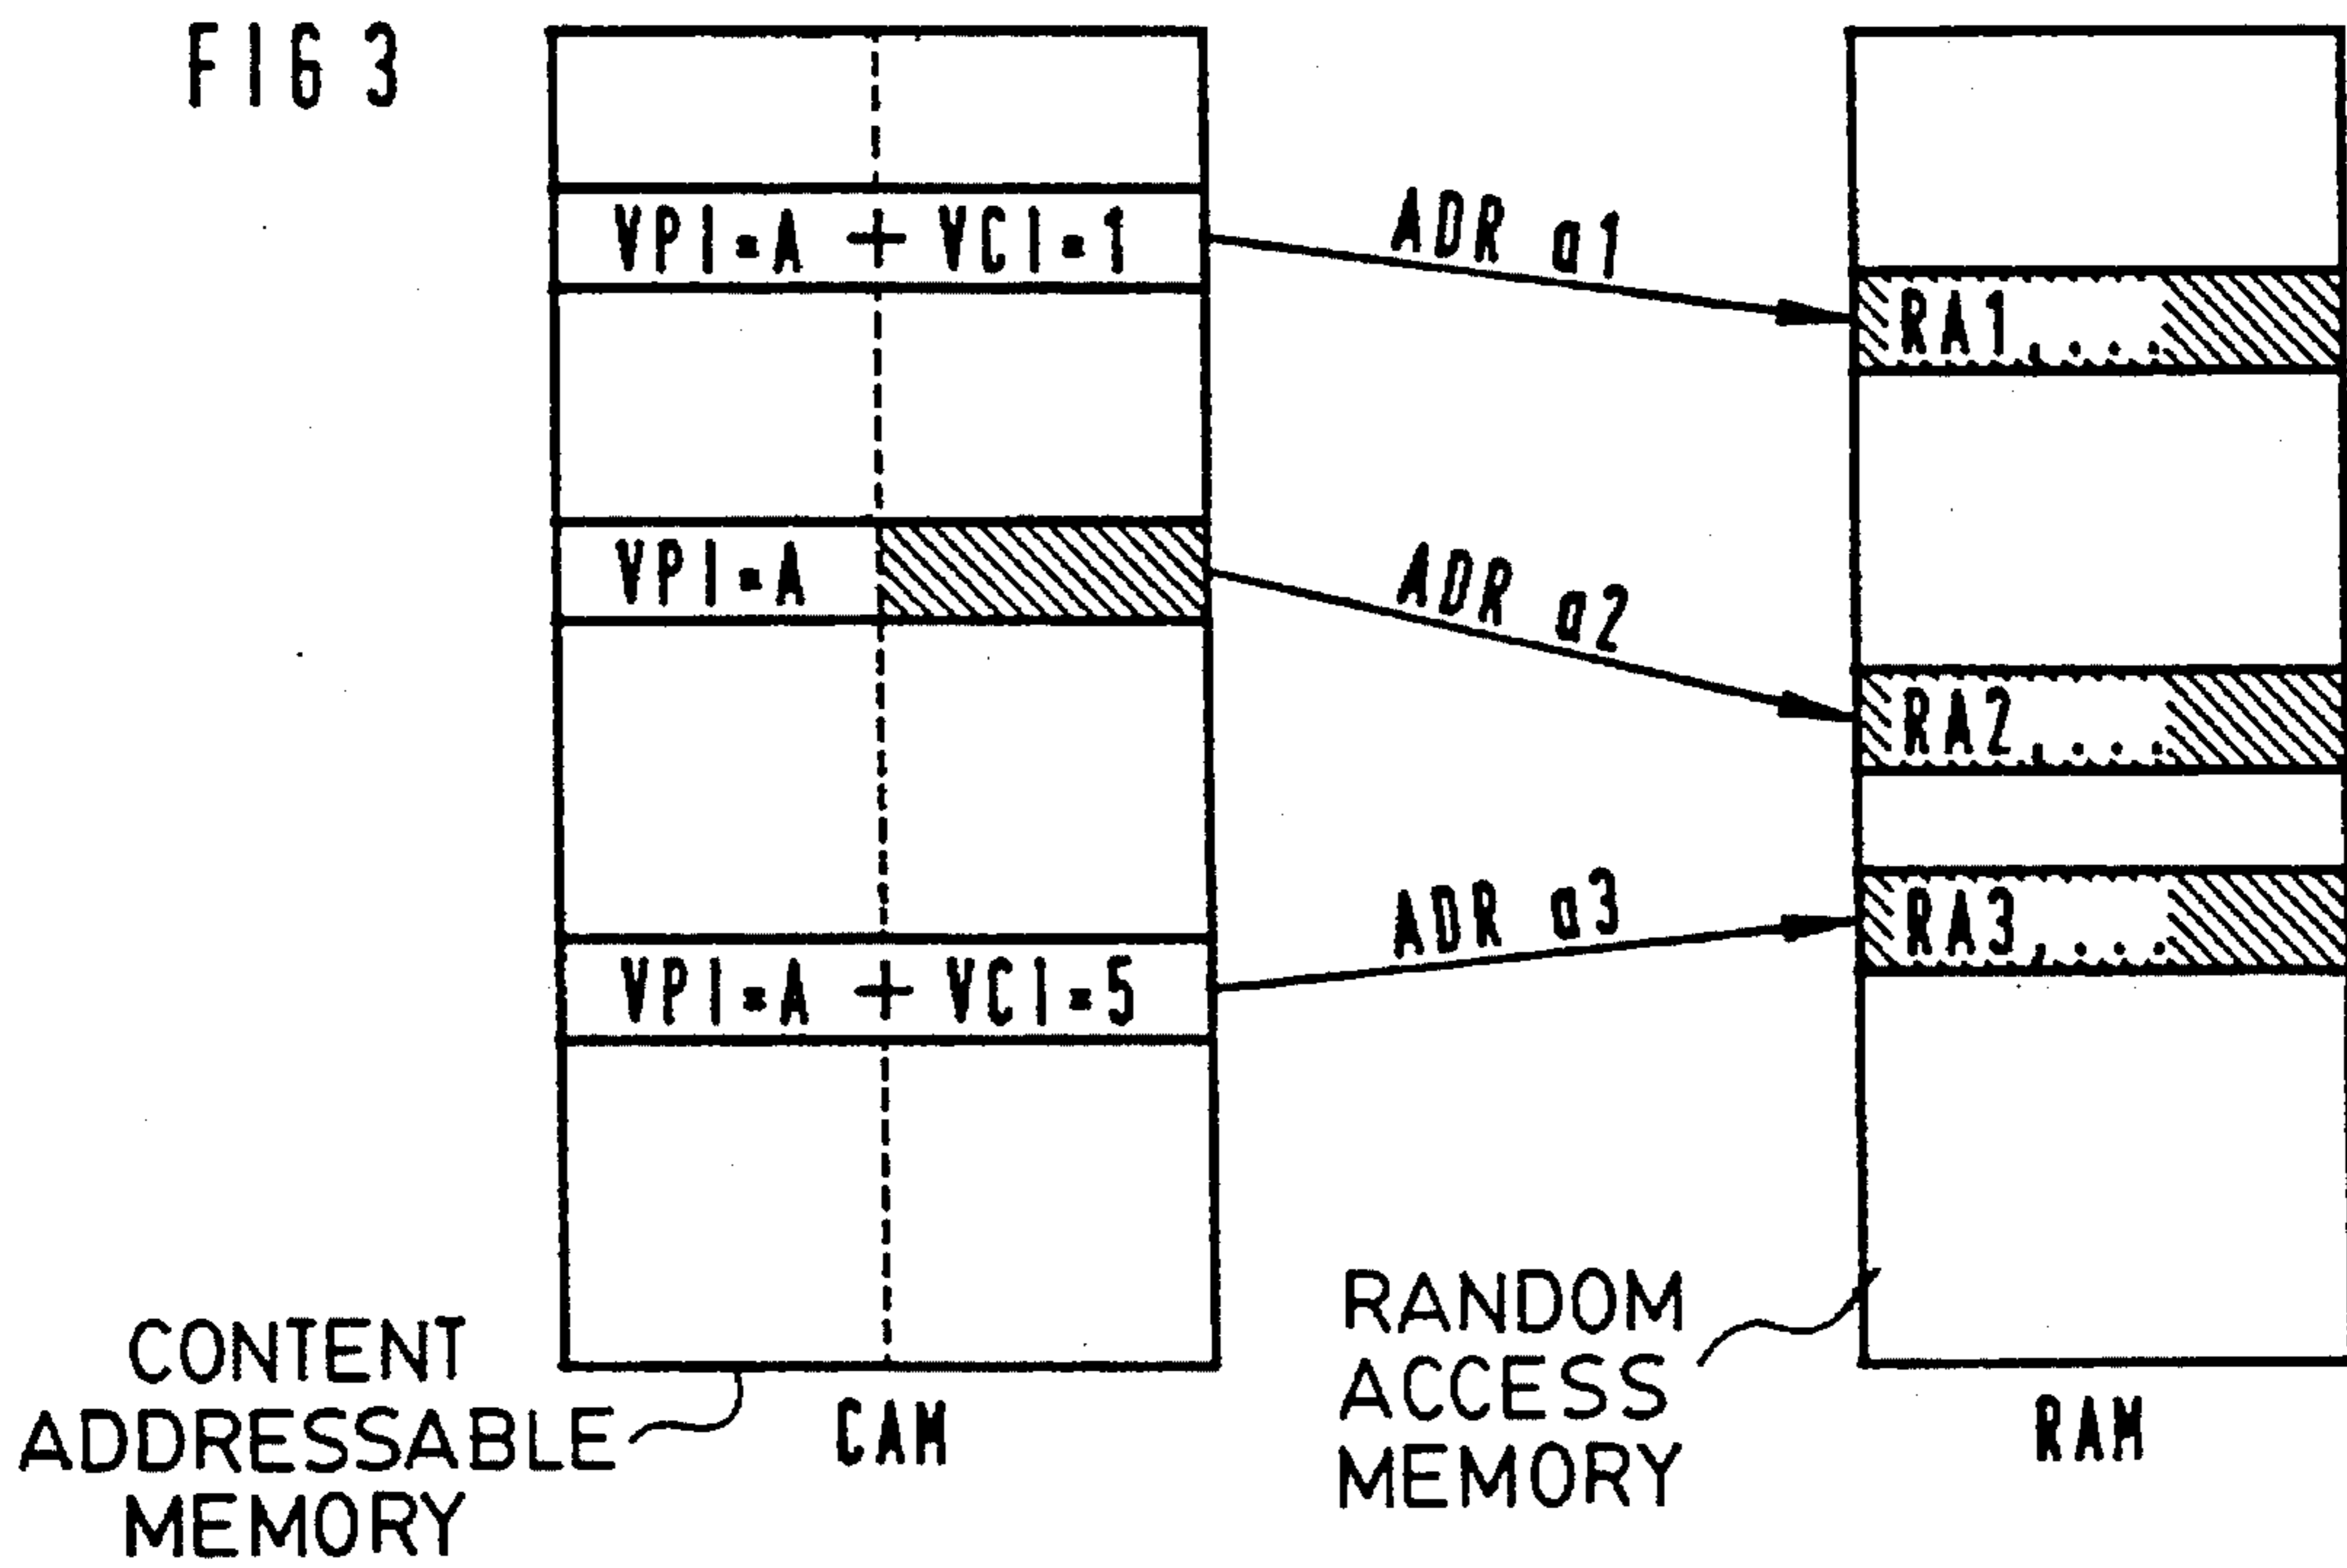 FIG 3
VPI=A + VCI=1
ADR a1
RA1....
VPI=A
ADR a2
RA2....
ADR a3
RA3....
VPI=A + VCI=5
CONTENT
ADDRESSABLE
MEMORY
CAM
RANDOM
ACCESS
MEMORY
RAM